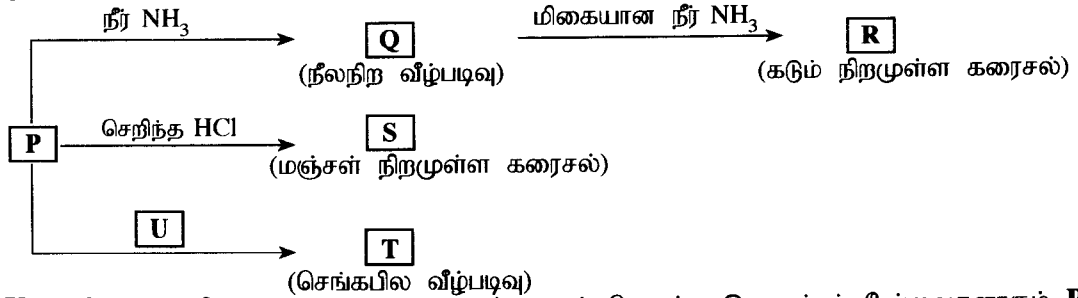 நீர் NH₃
Q
(நீலநிற வீழ்படிவு)
மிகையான நீர் NH₃
R
(கடும் நிறமுள்ள கரைசல்)
P
செறிந்த HCl
S
(மஞ்சள் நிறமுள்ள கரைசல்)
U
T
(செங்கபில வீழ்படிவு)